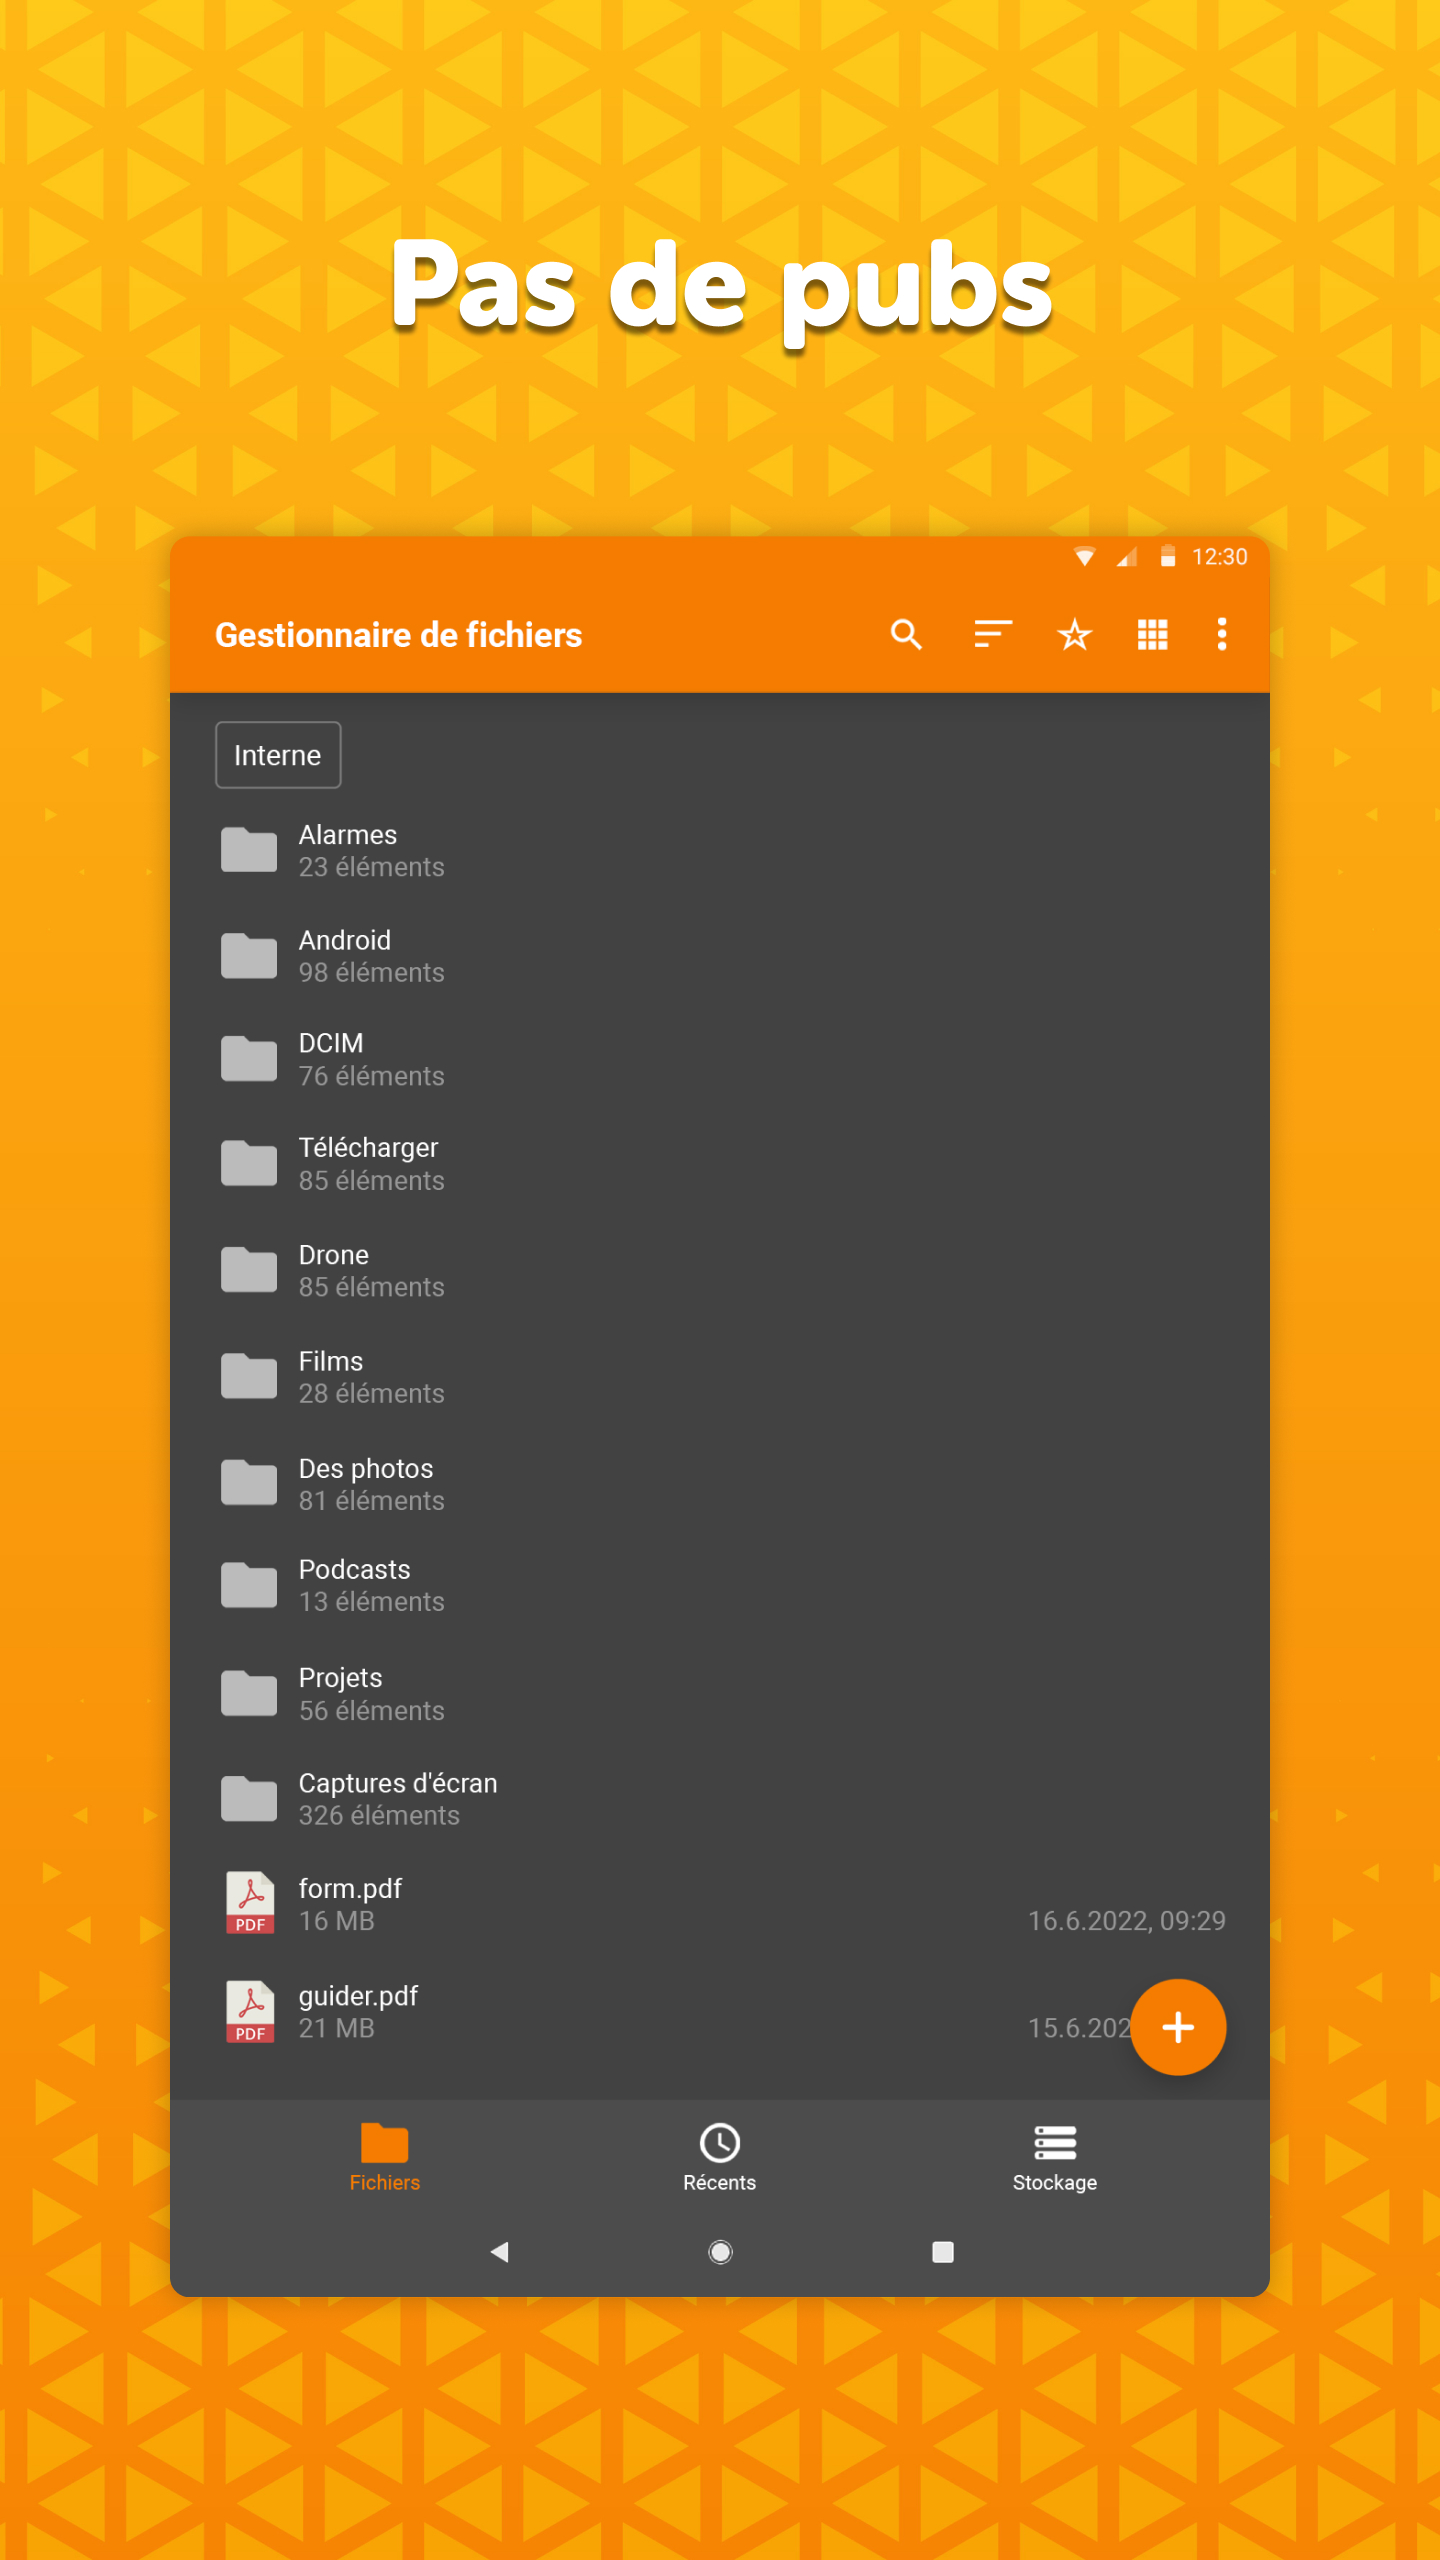 Pas de pubs
12:30
Gestionnaire de fichiers
Interne
Alarmes
23 éléments
Android
98 éléments
DCIM
76 éléments
Télécharger
85 éléments
Drone
85 éléments
Films
28 éléments
Des photos
81 éléments
Podcasts
13 éléments
Projets
56 éléments
Captures d'écran
326 éléments
PDF
form.pdf
16 MB
16.6.2022, 09:29
PDF
guider.pdf
21 MB
15.6.202
Fichiers
Récents
Stockage